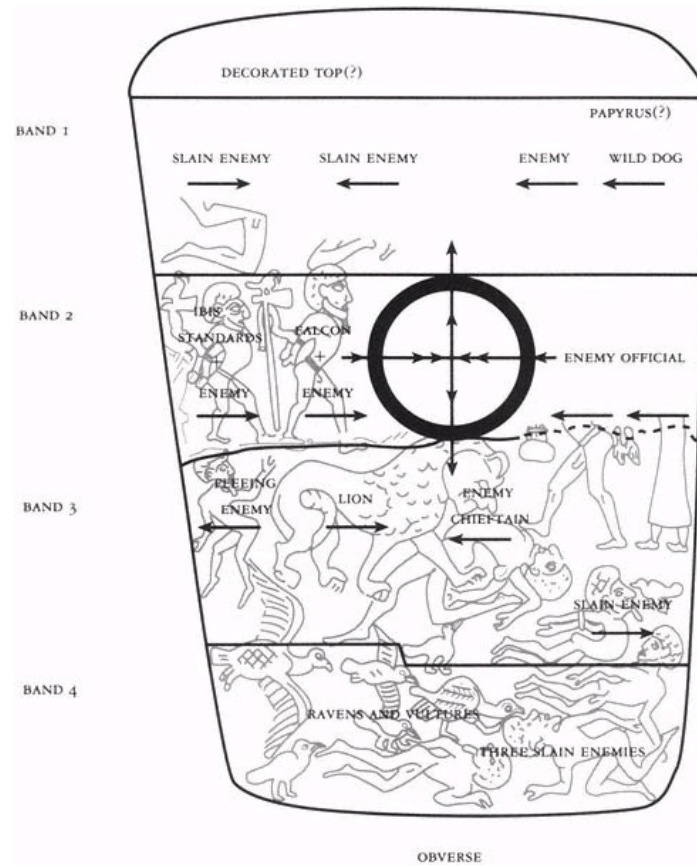 DECORATED TOP(?)
PAPYRUS(?)
BAND 1
SLAIN ENEMY SLAIN ENEMY ENEMY WILD DOG
BAND 2
IBIS
STANDARDS FALCON
ENEMY OFFICIAL
ENEMY ENEMY
BAND 3
FLEEING
ENEMY
LION
ENEMY
CHIEFTAIN
SLAIN ENEMY
BAND 4
RAVENS AND VULTURES
THREE SLAIN ENEMIES
OBVERSE